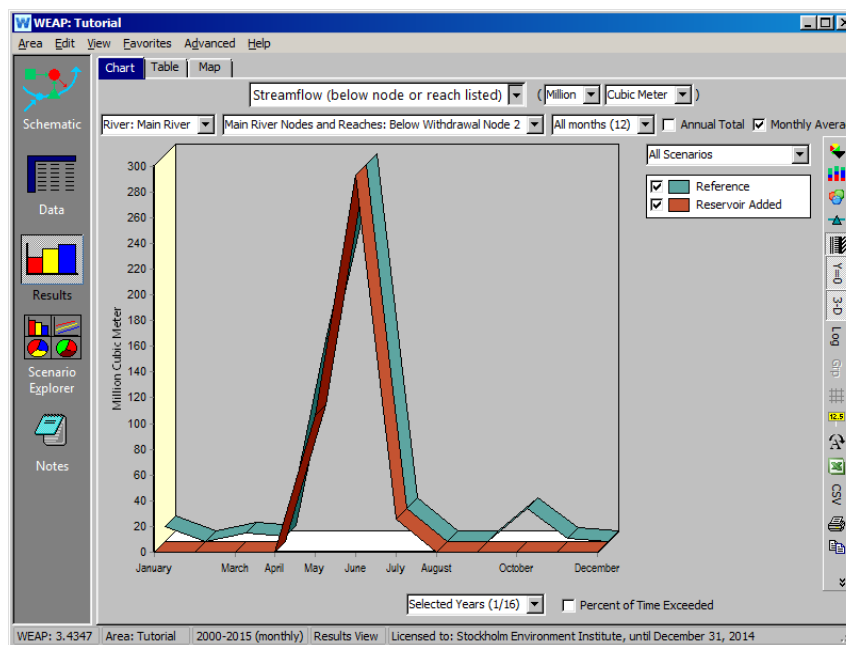 WEAP: Tutorial
Area Edit View Favorites Advanced Help
Chart Table Map
Streamflow (below node or reach listed) ( Million Cubic Meter )
River: Main River Main River Nodes and Reaches: Below Withdrawal Node 2 All months (12) Annual Total Monthly Avera
Schematic
Data
Results
Scenario
Explorer
Notes
All Scenarios
Reference
Reservoir Added
Million Cubic Meter
300
280
260
240
220
200
180
160
140
120
100
80
60
40
20
0
January March April May June July August October December
Y=0
3-D
Log
Grp
12.5
A
CSV
Selected Years (1/16) Percent of Time Exceeded
WEAP: 3.4347 Area: Tutorial 2000-2015 (monthly) Results View Licensed to: Stockholm Environment Institute, until December 31, 2014